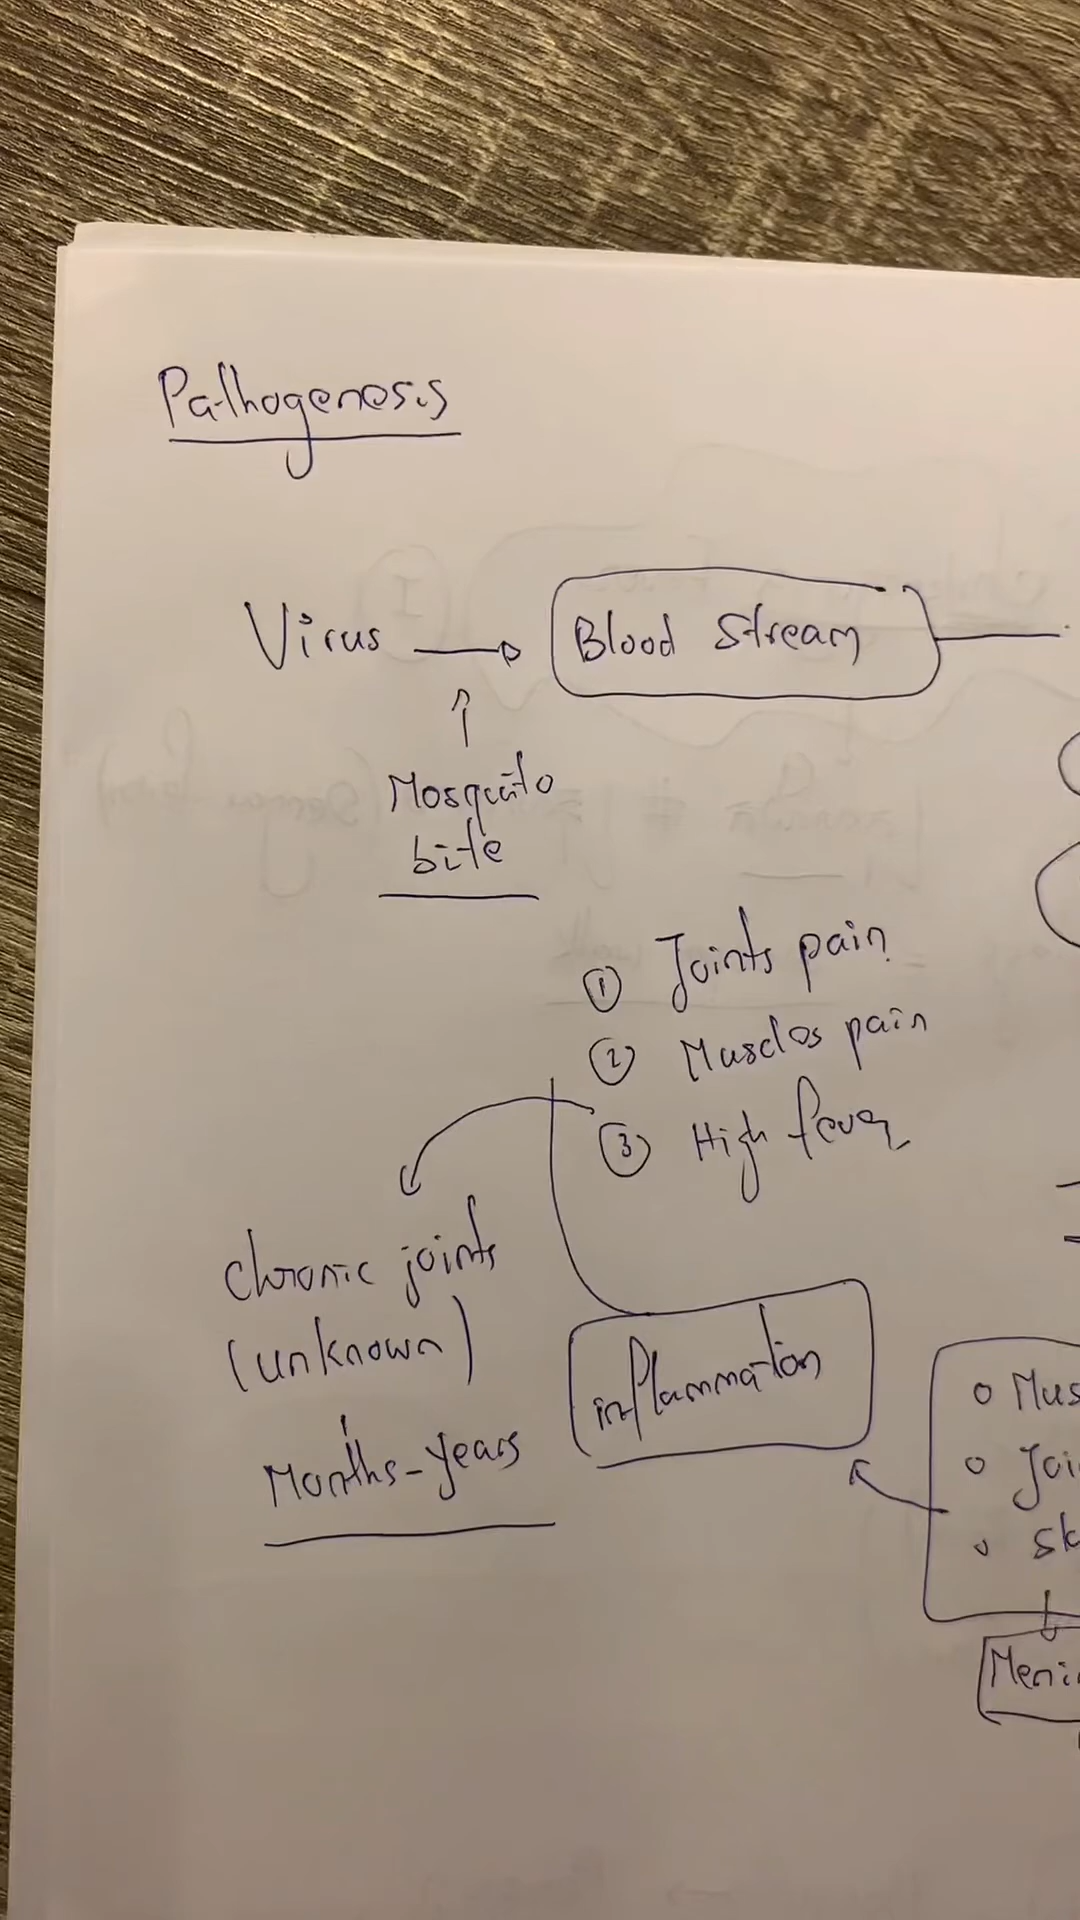 Pathogenesis
Virus → Blood Stream
↑
Mosquito
bite
① Joints pain
② Muscles pain
③ High fever
chronic joints
(unknown)
Months-years
inflammation
o Mus
o Joi
o Sk
Meni